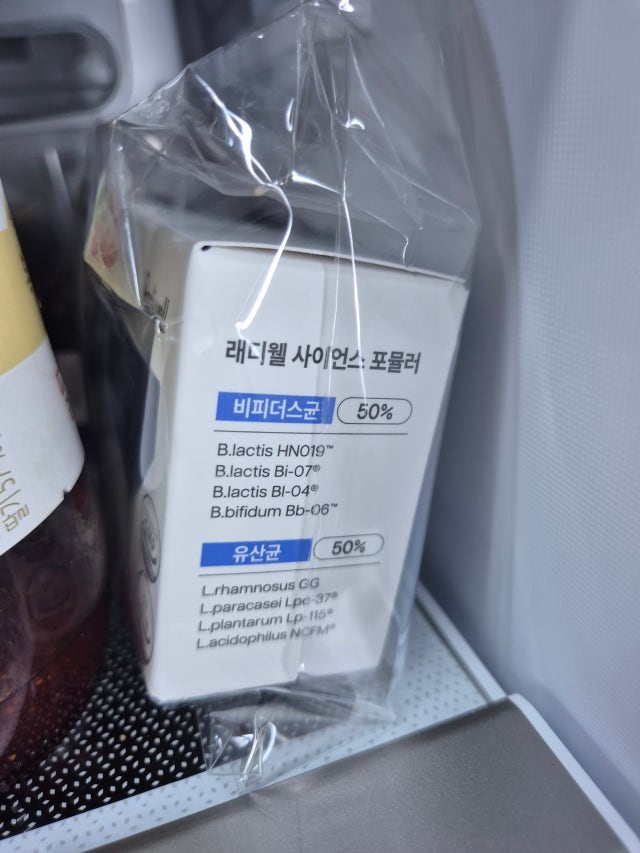 래디웰 사이언스 포뮬러
비피더스균 50%
B.lactis HN019™
B.lactis Bi-07®
B.lactis Bl-04®
B.bifidum Bb-06™
유산균 50%
L.rhamnosus GG
L.paracasei Lpc-37®
L.plantarum Lp-115®
L.acidophilus NCFM®